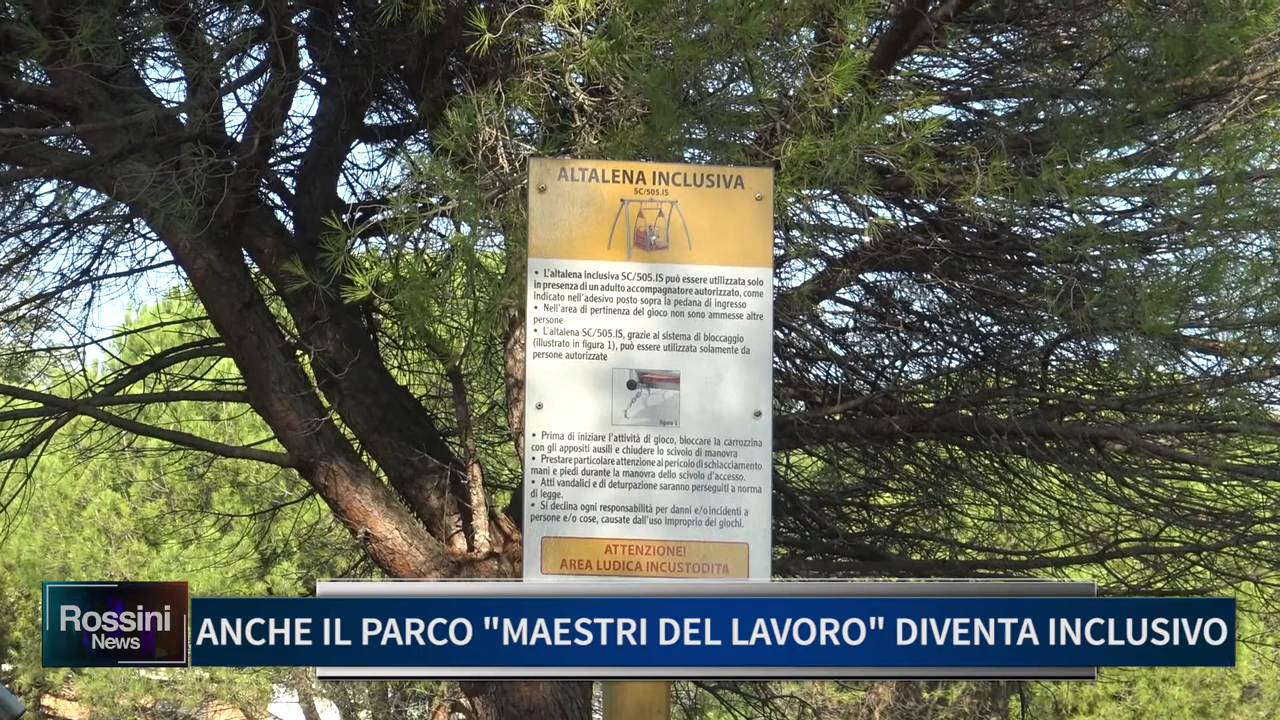 ALTALENA INCLUSIVA
SC/505.IS
• L'altalena inclusiva SC/505.IS può essere utilizzata solo
in presenza di un adulto accompagnatore autorizzato, come
indicato nell'adesivo posto sopra la pedana di ingresso
• Nell'area di pertinenza del gioco non sono ammesse altre
persone
• L'altalena SC/505.IS, grazie al sistema di bloccaggio
(illustrato in figura 1), può essere utilizzata solamente da
persone autorizzate
figura 1
• Prima di iniziare l'attività di gioco, bloccare la carrozzina
con gli appositi ausili e chiudere lo scivolo di manovra
• Prestare particolare attenzione al pericolo di schiacciamento
mani e piedi durante la manovra dello scivolo d'accesso.
• Atti vandalici e di deturpazione saranno perseguiti a norma
di legge.
• Si declina ogni responsabilità per danni e/o incidenti a
persone e/o cose, causate dall'uso improprio dei giochi.
ATTENZIONE!
AREA LUDICA INCUSTODITA
Rossini
News
ANCHE IL PARCO "MAESTRI DEL LAVORO" DIVENTA INCLUSIVO